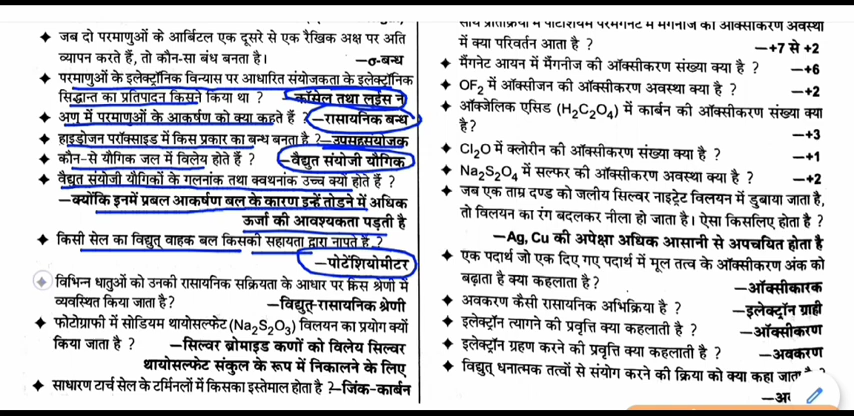 ◆ जब दो परमाणुओं के आर्बिटल एक दूसरे से एक रैखिक अक्ष पर अति
व्यापन करते हैं, तो कौन-सा बंध बनता है। —σ-बन्ध
◆ परमाणुओं के इलेक्ट्रॉनिक विन्यास पर आधारित संयोजकता के इलेक्ट्रॉनिक
सिद्धान्त का प्रतिपादन किसने किया था ? कॉसेल तथा लुईस ने
◆ अणु में परमाणुओं के आकर्षण को क्या कहते हैं ? —रासायनिक बन्ध
◆ हाइड्रोजन परॉक्साइड में किस प्रकार का बन्ध बनता है ?—उपसहसंयोजक
◆ कौन-से यौगिक जल में विलेय होते हैं ? —वैद्युत संयोजी यौगिक
◆ वैद्युत संयोजी यौगिकों के गलनांक तथा क्वथनांक उच्च क्यों होते हैं ?
—क्योंकि इनमें प्रबल आकर्षण बल के कारण इन्हें तोडने में अधिक
ऊर्जा की आवश्यकता पड़ती है
◆ किसी सेल का विद्युत् वाहक बल किसकी सहायता द्वारा नापते हैं ?
—पोटेंशियोमीटर
◆ विभिन्न धातुओं को उनकी रासायनिक सक्रियता के आधार पर किस श्रेणी में
व्यवस्थित किया जाता है? —विद्युत्-रासायनिक श्रेणी
◆ फोटोग्राफी में सोडियम थायोसल्फेट (Na₂S₂O₃) विलयन का प्रयोग क्यों
किया जाता है ? —सिल्वर ब्रोमाइड कणों को विलेय सिल्वर
थायोसल्फेट संकुल के रूप में निकालने के लिए
◆ साधारण टार्च सेल के टर्मिनलों में किसका इस्तेमाल होता है ?—जिंक-कार्बन
साथ प्रतिक्रिया में पोटाशियम परमैंगनेट में मैंगनीज की ऑक्सीकरण अवस्था
में क्या परिवर्तन आता है ? —+7 से +2
◆ मैंगनेट आयन में मैंगनीज की ऑक्सीकरण संख्या क्या है ? —+6
◆ OF₂ में ऑक्सीजन की ऑक्सीकरण अवस्था क्या है ? —+2
◆ ऑक्जेलिक एसिड (H₂C₂O₄) में कार्बन की ऑक्सीकरण संख्या क्या
है? —+3
◆ Cl₂O में क्लोरीन की ऑक्सीकरण संख्या क्या है ? —+1
◆ Na₂S₂O₄ में सल्फर की ऑक्सीकरण अवस्था क्या है ? —+2
◆ जब एक ताम्र दण्ड को जलीय सिल्वर नाइट्रेट विलयन में डुबाया जाता है,
तो विलयन का रंग बदलकर नीला हो जाता है। ऐसा किसलिए होता है ?
—Ag, Cu की अपेक्षा अधिक आसानी से अपचयित होता है
◆ एक पदार्थ जो एक दिए गए पदार्थ में मूल तत्व के ऑक्सीकरण अंक को
बढ़ाता है क्या कहलाता है ? —ऑक्सीकारक
◆ अवकरण कैसी रासायनिक अभिक्रिया है ? —इलेक्ट्रॉन ग्राही
◆ इलेक्ट्रॉन त्यागने की प्रवृत्ति क्या कहलाती है ? —ऑक्सीकरण
◆ इलेक्ट्रॉन ग्रहण करने की प्रवृत्ति क्या कहलाती है ? —अवकरण
◆ विद्युत् धनात्मक तत्वों से संयोग करने की क्रिया को क्या कहा